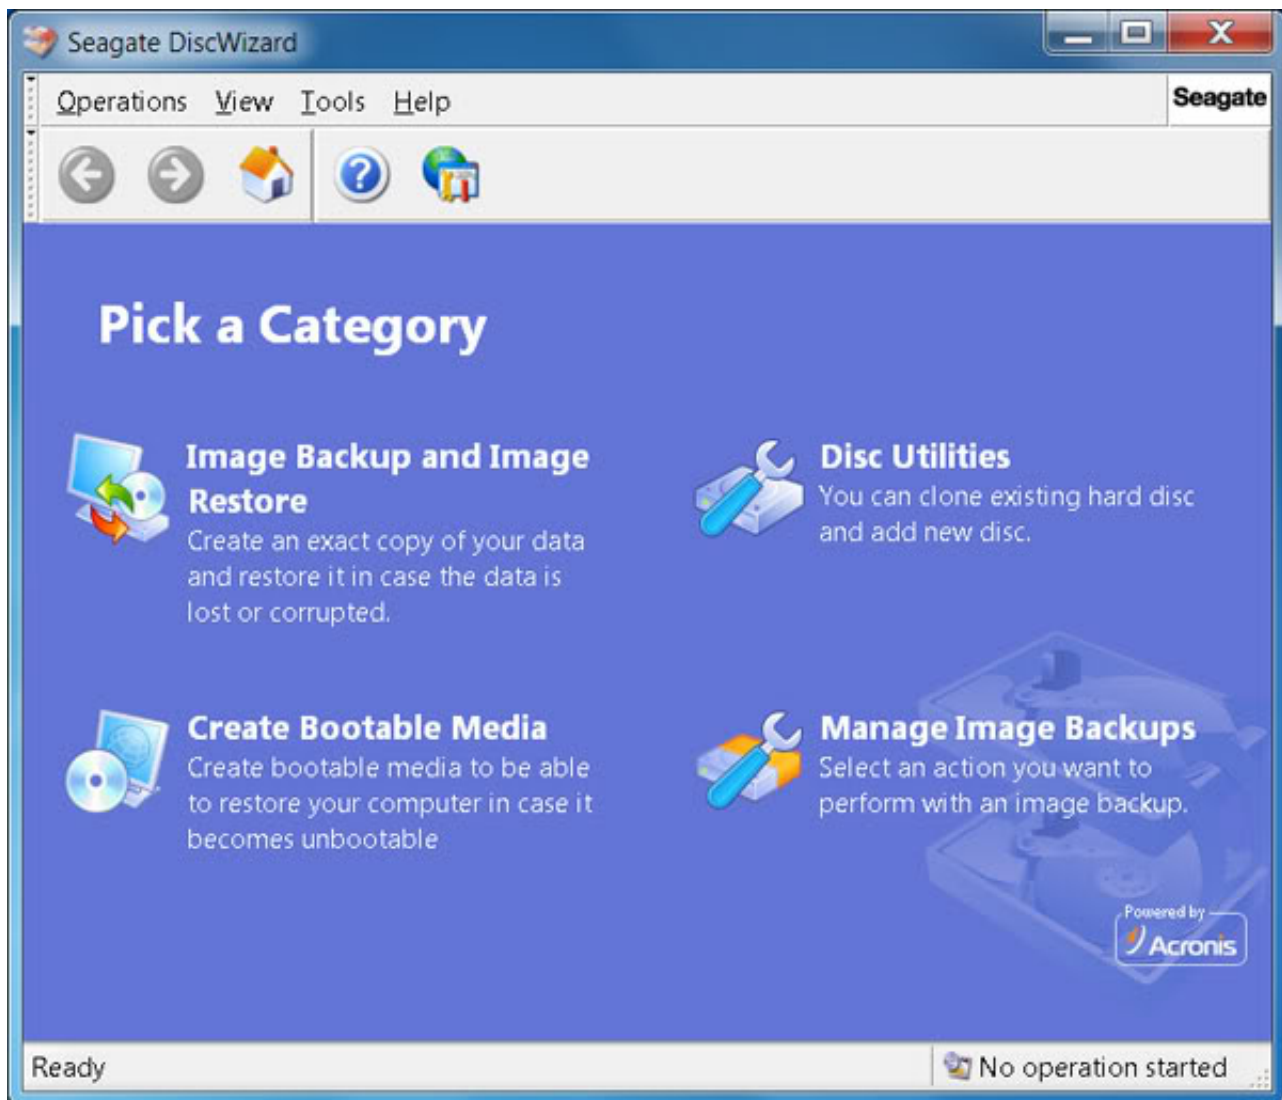 Seagate DiscWizard
Operations View Tools Help
Seagate
Pick a Category
Image Backup and Image
Restore
Create an exact copy of your data
and restore it in case the data is
lost or corrupted.
Disc Utilities
You can clone existing hard disc
and add new disc.
Create Bootable Media
Create bootable media to be able
to restore your computer in case it
becomes unbootable
Manage Image Backups
Select an action you want to
perform with an image backup.
Powered by
Acronis
Ready
No operation started